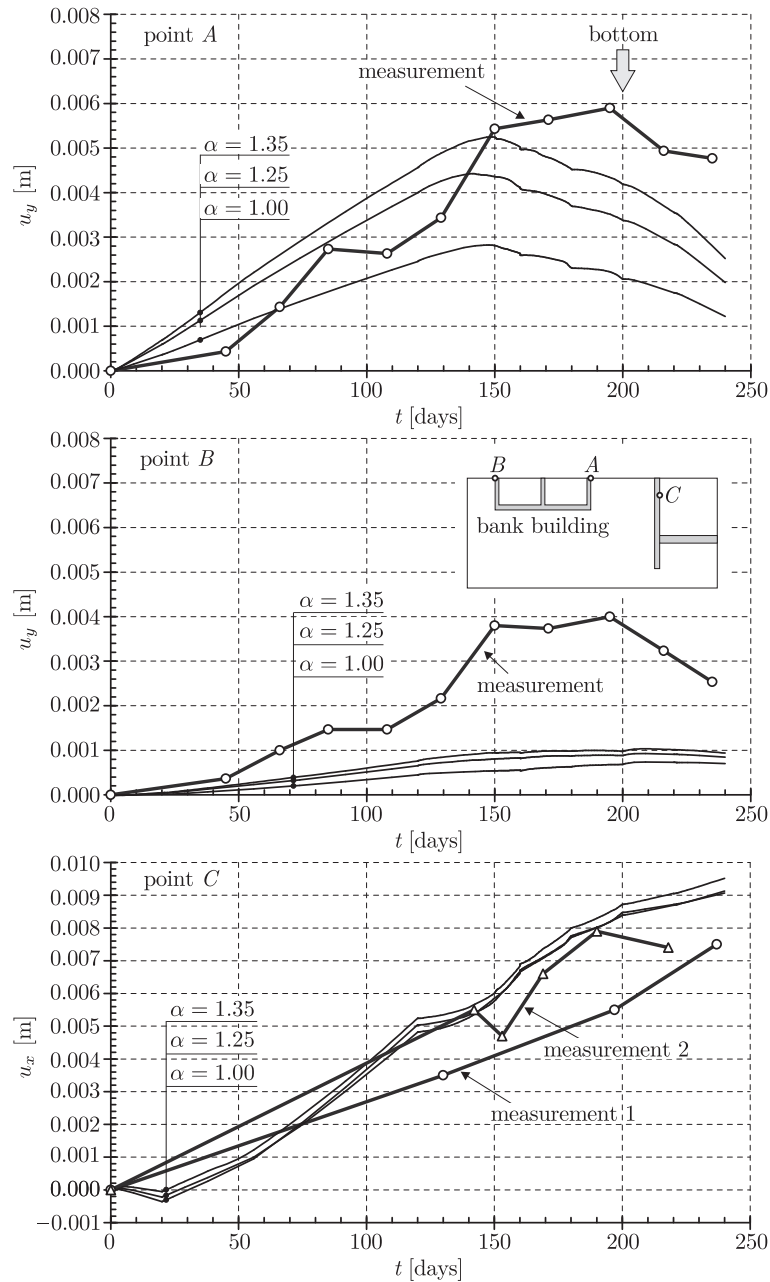 0.008
point A
bottom
0.007
measurement
0.006
0.005
α = 1.35
α = 1.25
0.004
α = 1.00
u_y [m]
0.003
0.002
0.001
0.000
0 50 100 150 200 250
t [days]
0.008
point B
B A
0.007
C
bank building
0.006
0.005
α = 1.35
0.004
α = 1.25
α = 1.00
u_y [m]
0.003
measurement
0.002
0.001
0.000
0 50 100 150 200 250
t [days]
0.010
point C
0.009
0.008
0.007
0.006
α = 1.35
0.005
α = 1.25
measurement 2
0.004
α = 1.00
u_x [m]
0.003
measurement 1
0.002
0.001
0.000
−0.001
0 50 100 150 200 250
t [days]